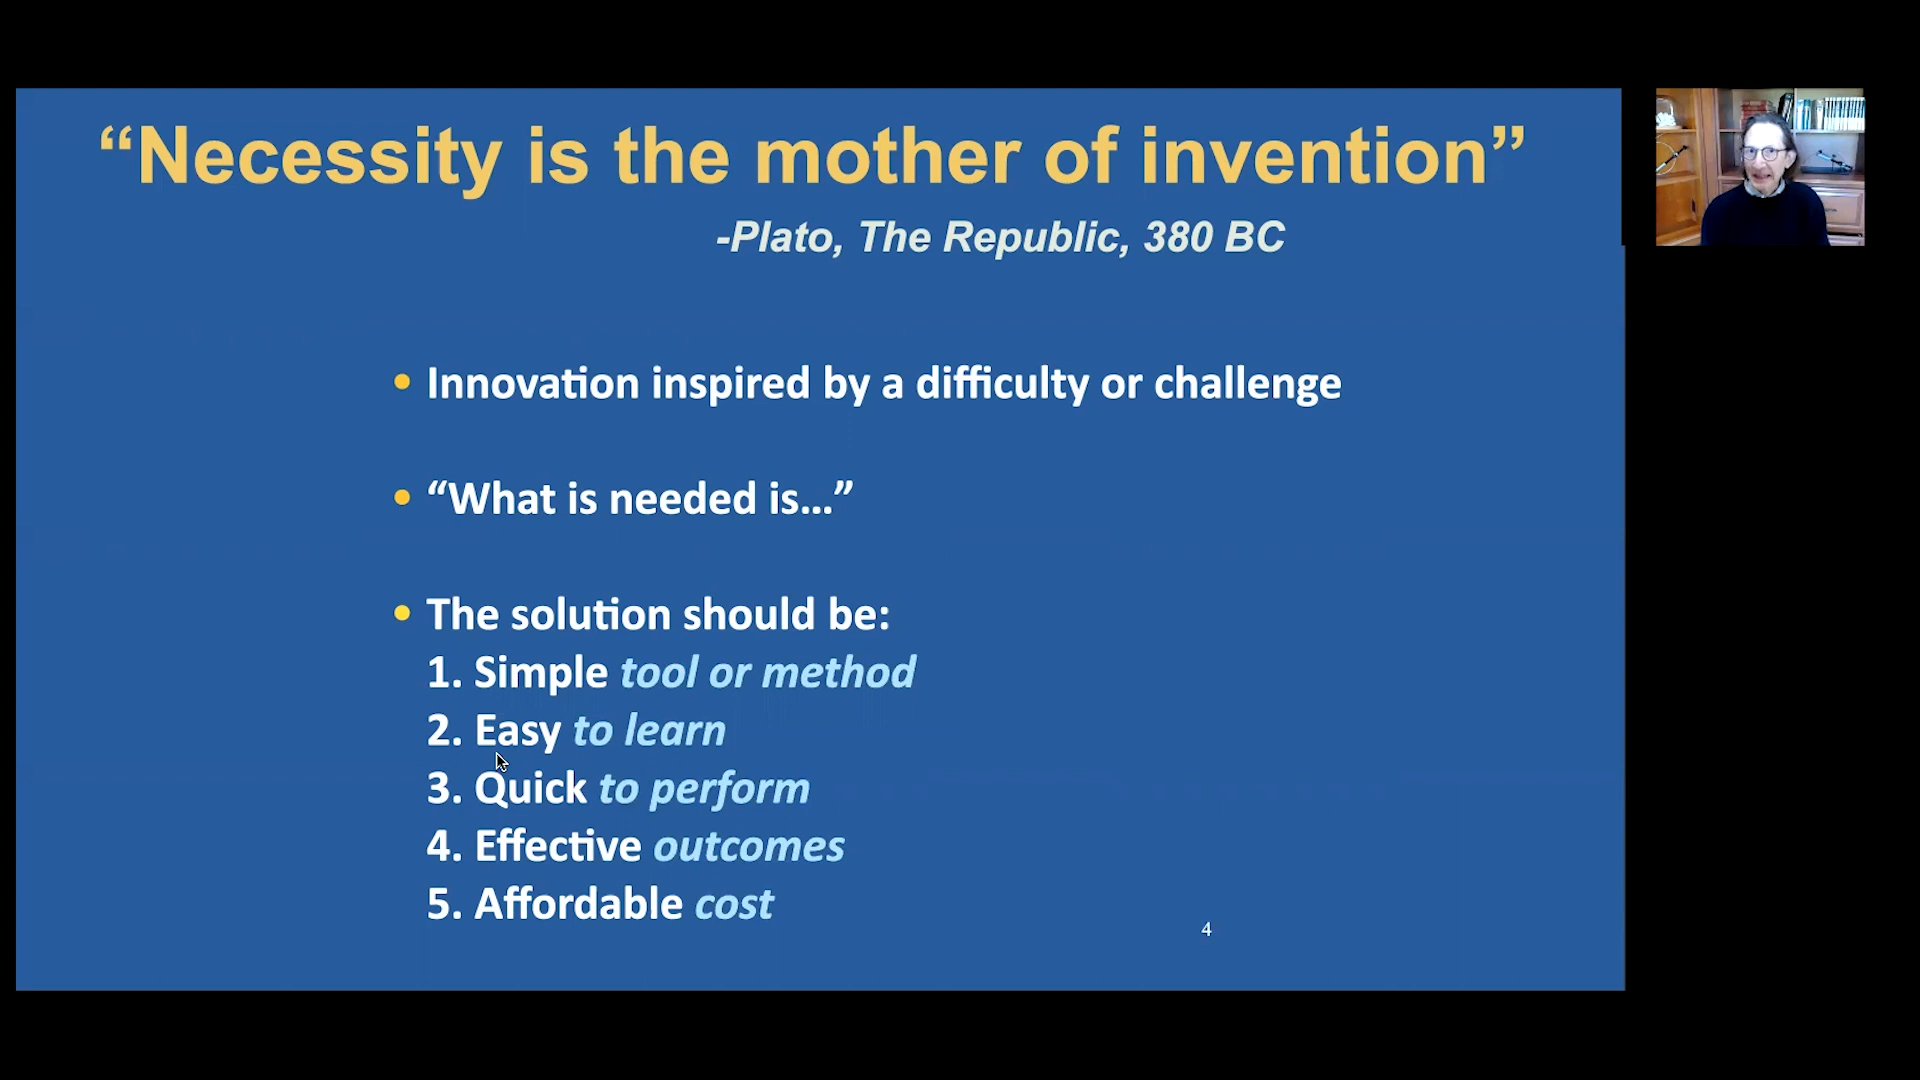 “Necessity is the mother of invention”
-Plato, The Republic, 380 BC
• Innovation inspired by a difficulty or challenge
• “What is needed is...”
• The solution should be:
1. Simple tool or method
2. Easy to learn
3. Quick to perform
4. Effective outcomes
5. Affordable cost
4